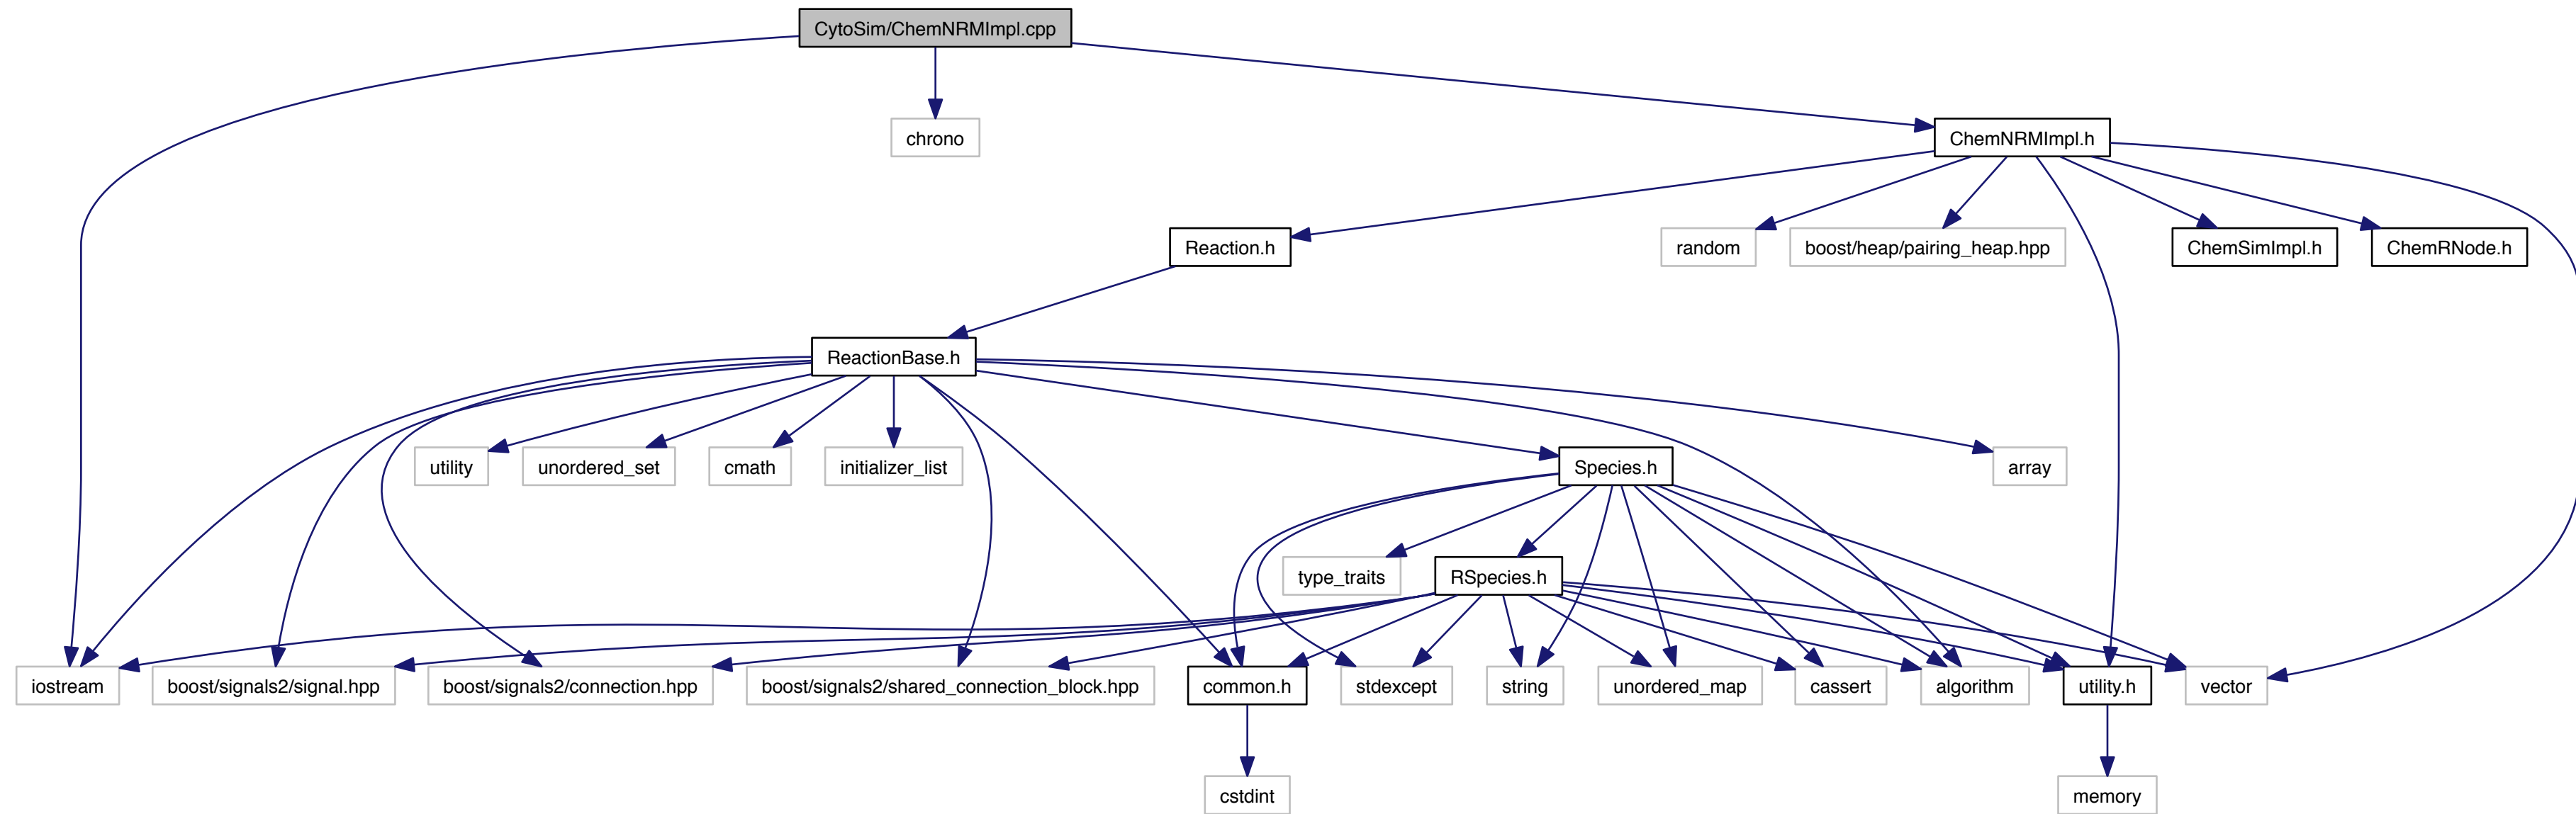 CytoSim/ChemNRMImpl.cpp
chrono
ChemNRMImpl.h
Reaction.h
random
boost/heap/pairing_heap.hpp
ChemSimImpl.h
ChemRNode.h
ReactionBase.h
utility
unordered_set
cmath
initializer_list
Species.h
array
type_traits
RSpecies.h
iostream
boost/signals2/signal.hpp
boost/signals2/connection.hpp
boost/signals2/shared_connection_block.hpp
common.h
stdexcept
string
unordered_map
cassert
algorithm
utility.h
vector
cstdint
memory